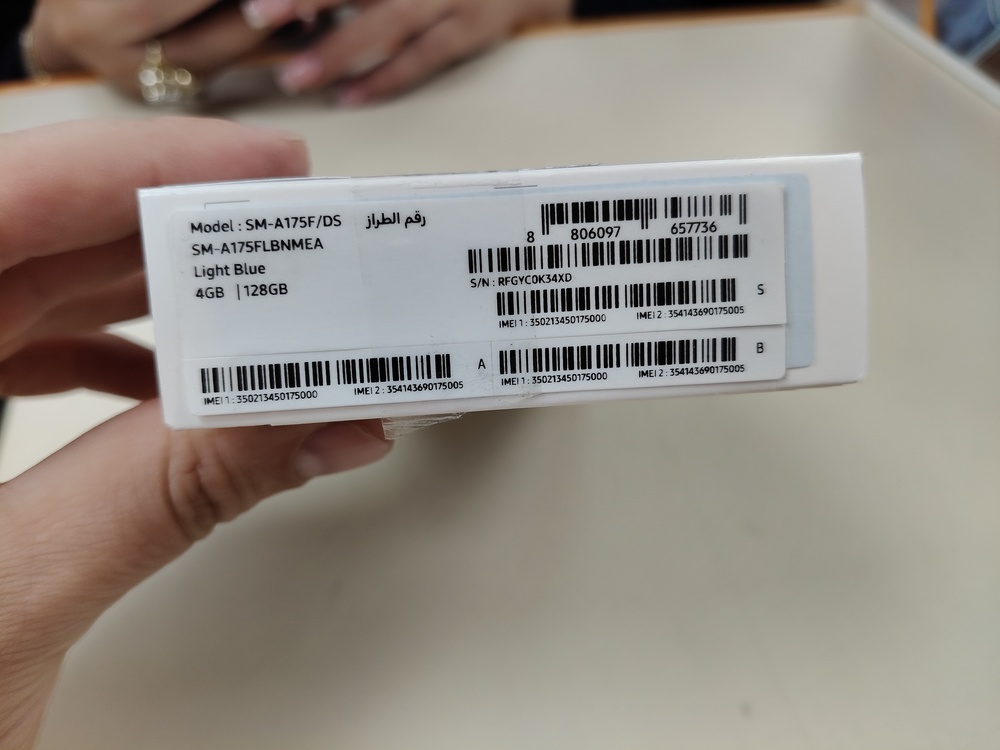 Model : SM-A175F/DS رقم الطراز
SM-A175FLBNMEA
Light Blue
4GB | 128GB
8 806097 657736
S/N : RFGYC0K34XD
S
IMEI 1 : 350213450175000 IMEI 2 : 354143690175005
A
IMEI 1 : 350213450175000 IMEI 2 : 354143690175005
B
IMEI 1 : 350213450175000 IMEI 2 : 354143690175005